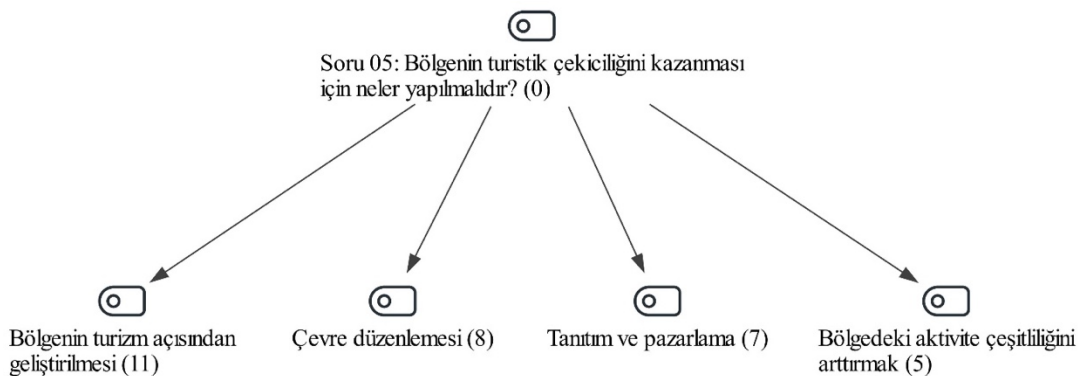 Soru 05: Bölgenin turistik çekiciliğini kazanması
için neler yapılmalıdır? (0)
Bölgenin turizm açısından
geliştirilmesi (11)
Çevre düzenlemesi (8)
Tanıtım ve pazarlama (7)
Bölgedeki aktivite çeşitliliğini
arttırmak (5)